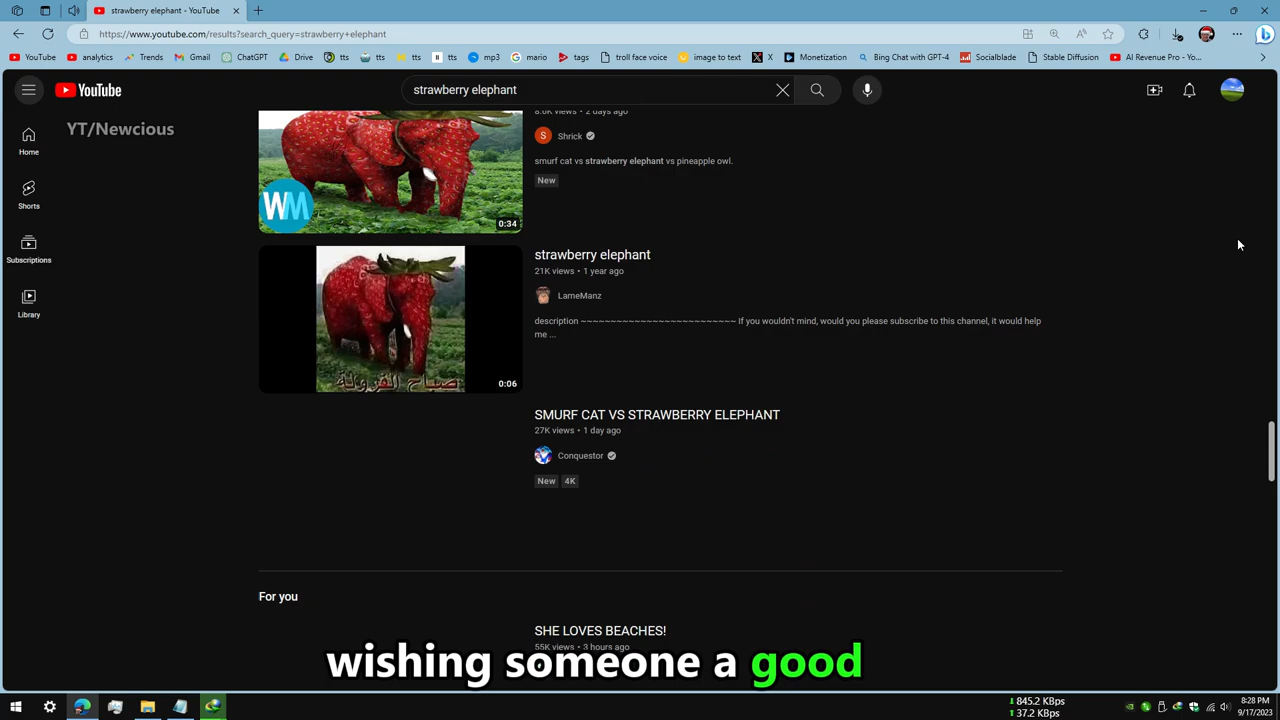 strawberry elephant - YouTube
https://www.youtube.com/results?search_query=strawberry+elephant
YouTube
analytics
Trends
Gmail
ChatGPT
Drive
tts
tts
tts
mp3
mario
tags
troll face voice
image to text
X
Monetization
Bing Chat with GPT-4
Socialblade
Stable Diffusion
AI Revenue Pro - Yo...
YouTube
strawberry elephant
YT/Newcious
Home
Shorts
Subscriptions
Library
8.6K views • 2 days ago
S
Shrick
smurf cat vs strawberry elephant vs pineapple owl.
New
WM
0:34
strawberry elephant
21K views • 1 year ago
LameManz
description ~~~~~~~~~~~~~~~~~~~~~~~~~~ If you wouldn't mind, would you please subscribe to this channel, it would help
me ...
صباح الفرولة
0:06
SMURF CAT VS STRAWBERRY ELEPHANT
27K views • 1 day ago
Conquestor
New
4K
For you
SHE LOVES BEACHES!
55K views • 3 hours ago
wishing someone a good
845.2 KBps
37.2 KBps
8:28 PM
9/17/2023